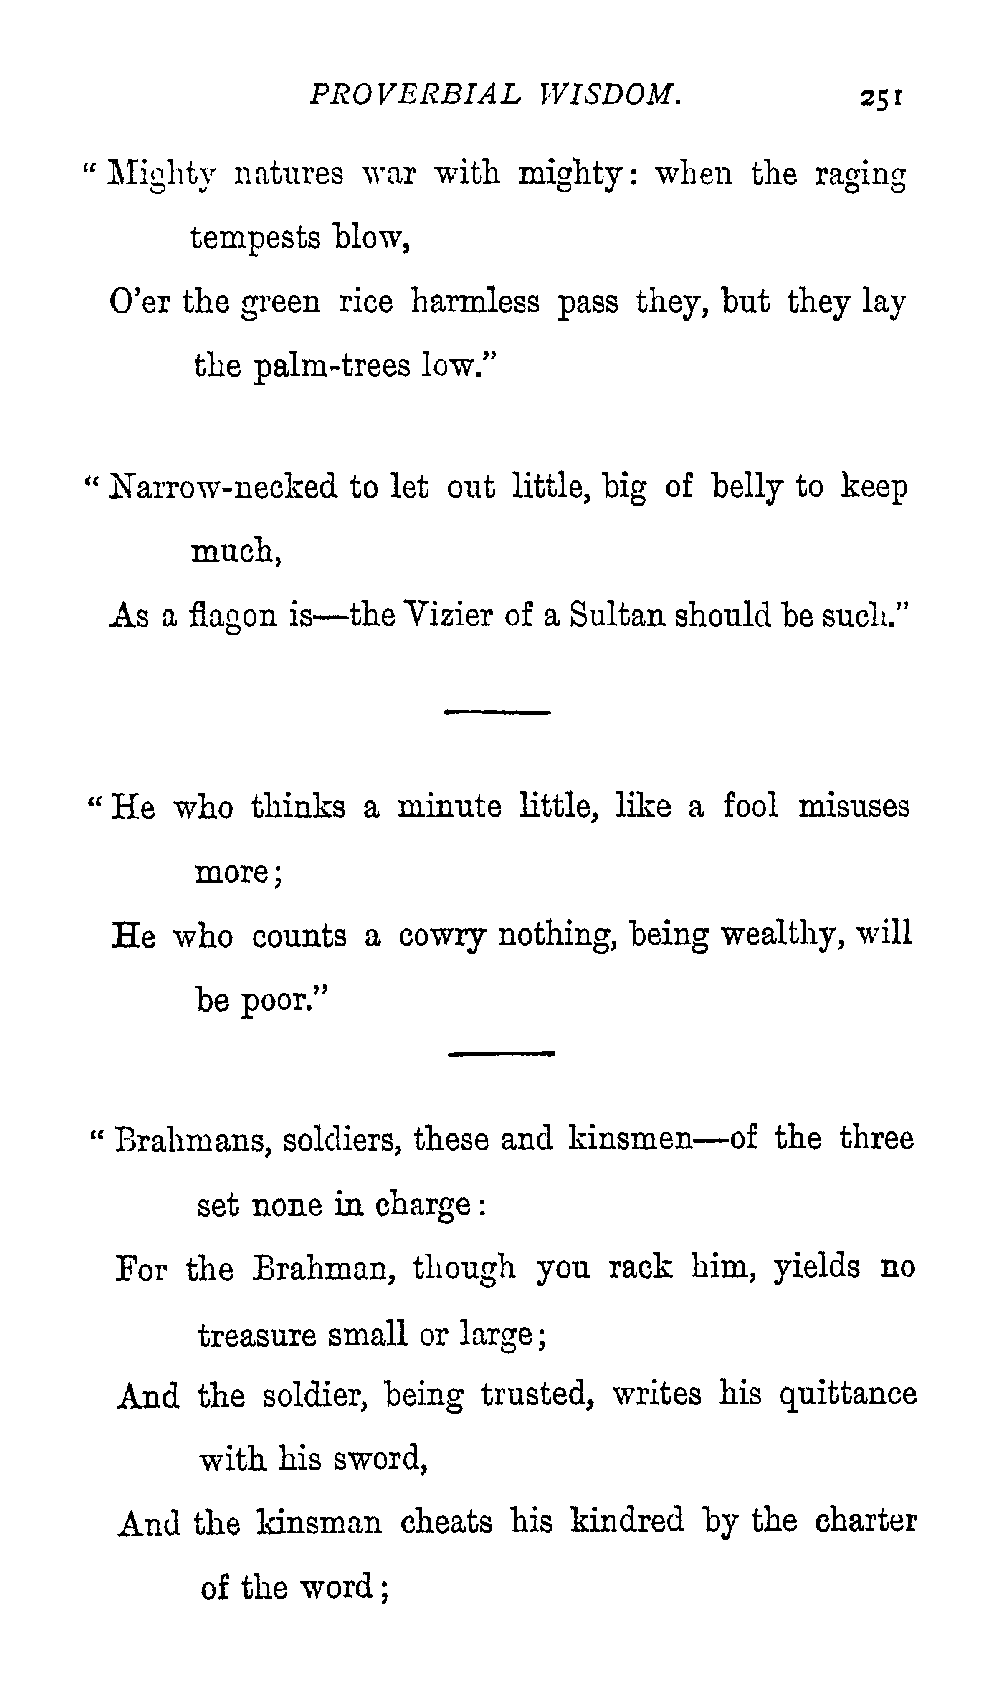 PROVERBIAL WISDOM. 251
“ Mighty natures war with mighty: when the raging
tempests blow,
O’er the green rice harmless pass they, but they lay
the palm-trees low.”
“ Narrow-necked to let out little, big of belly to keep
much,
As a flagon is—the Vizier of a Sultan should be such.”
“ He who thinks a minute little, like a fool misuses
more;
He who counts a cowry nothing, being wealthy, will
be poor.”
“ Brahmans, soldiers, these and kinsmen—of the three
set none in charge:
For the Brahman, though you rack him, yields no
treasure small or large;
And the soldier, being trusted, writes his quittance
with his sword,
And the kinsman cheats his kindred by the charter
of the word;